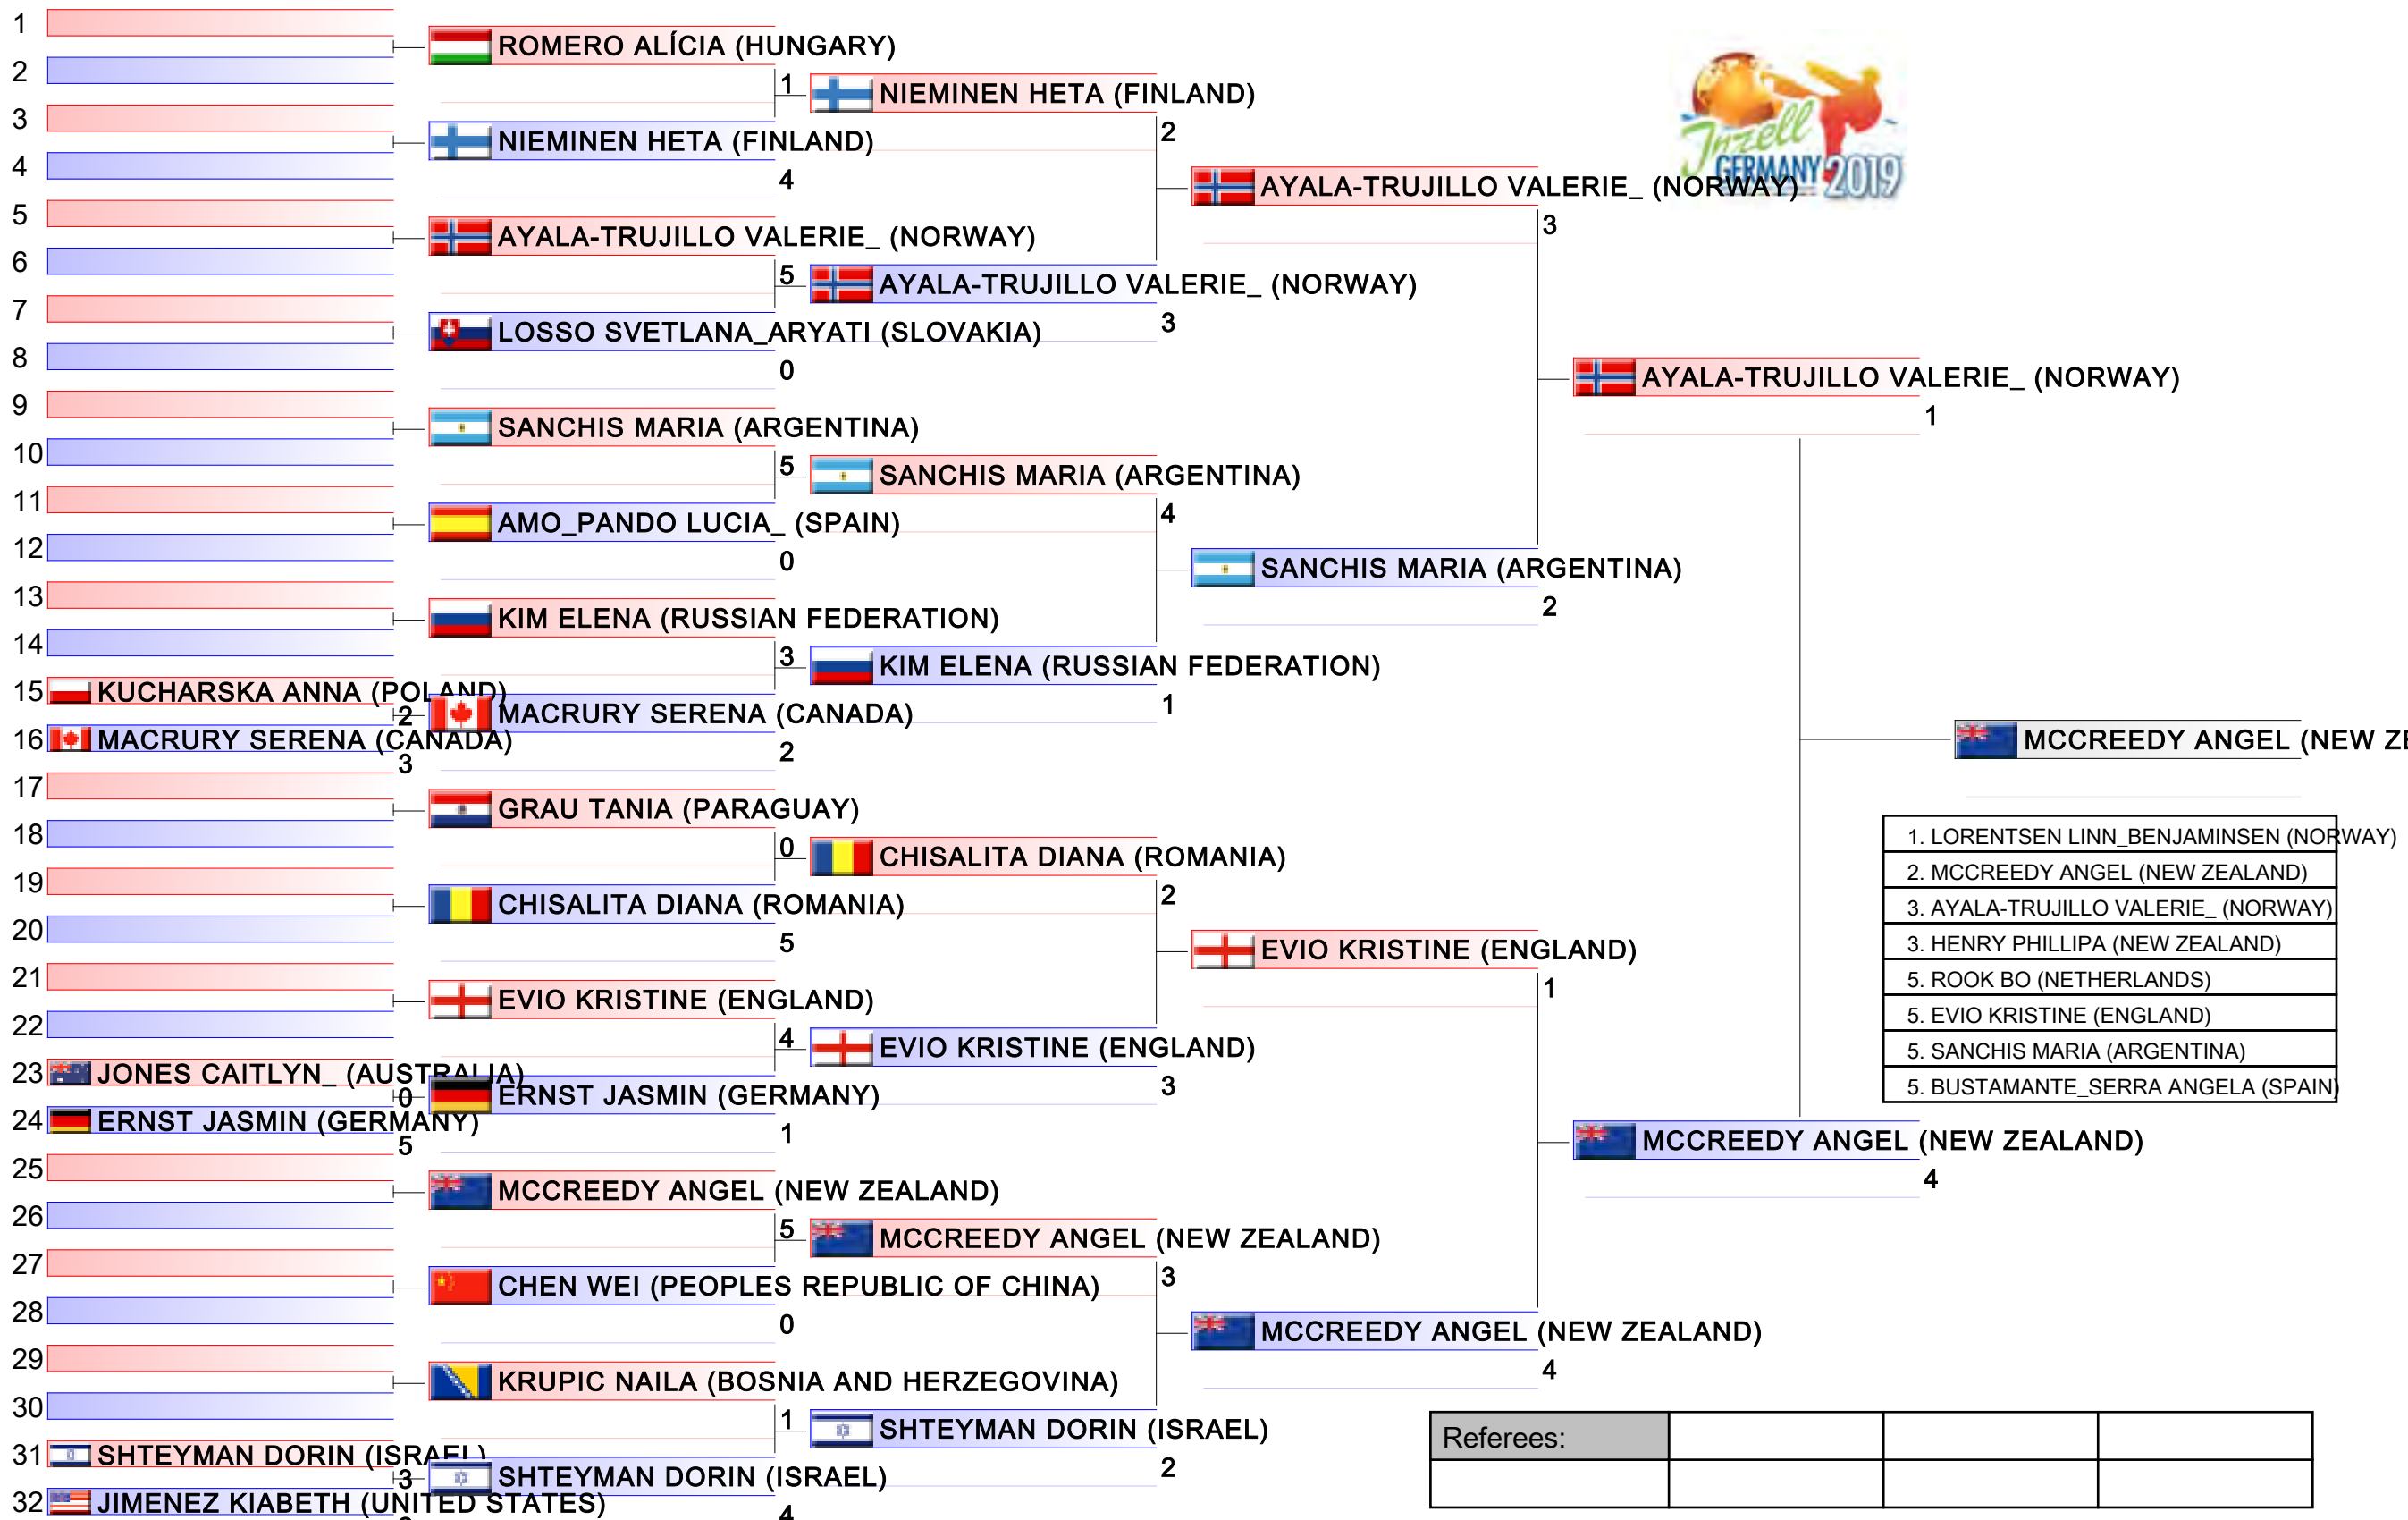 1
ROMERO ALÍCIA (HUNGARY)
2
1
NIEMINEN HETA (FINLAND)
3
2
NIEMINEN HETA (FINLAND)
4
4
Inzell
GERMANY 2019
AYALA-TRUJILLO VALERIE_ (NORWAY)
3
5
AYALA-TRUJILLO VALERIE_ (NORWAY)
6
5
AYALA-TRUJILLO VALERIE_ (NORWAY)
7
3
LOSSO SVETLANA_ARYATI (SLOVAKIA)
8
0
AYALA-TRUJILLO VALERIE_ (NORWAY)
1
9
SANCHIS MARIA (ARGENTINA)
10
5
SANCHIS MARIA (ARGENTINA)
11
4
AMO_PANDO LUCIA_ (SPAIN)
12
0
SANCHIS MARIA (ARGENTINA)
2
13
KIM ELENA (RUSSIAN FEDERATION)
14
3
KIM ELENA (RUSSIAN FEDERATION)
15
KUCHARSKA ANNA (POLAND)
2
1
MACRURY SERENA (CANADA)
16
MACRURY SERENA (CANADA)
3
2
MCCREEDY ANGEL (NEW ZE
17
GRAU TANIA (PARAGUAY)
18
0
CHISALITA DIANA (ROMANIA)
19
2
CHISALITA DIANA (ROMANIA)
20
5
EVIO KRISTINE (ENGLAND)
1
21
EVIO KRISTINE (ENGLAND)
22
4
EVIO KRISTINE (ENGLAND)
23
JONES CAITLYN_ (AUSTRALIA)
0
3
ERNST JASMIN (GERMANY)
24
ERNST JASMIN (GERMANY)
5
1
1. LORENTSEN LINN_BENJAMINSEN (NORWAY)
2. MCCREEDY ANGEL (NEW ZEALAND)
3. AYALA-TRUJILLO VALERIE_ (NORWAY)
3. HENRY PHILLIPA (NEW ZEALAND)
5. ROOK BO (NETHERLANDS)
5. EVIO KRISTINE (ENGLAND)
5. SANCHIS MARIA (ARGENTINA)
5. BUSTAMANTE_SERRA ANGELA (SPAIN)
MCCREEDY ANGEL (NEW ZEALAND)
4
25
MCCREEDY ANGEL (NEW ZEALAND)
26
5
MCCREEDY ANGEL (NEW ZEALAND)
27
3
CHEN WEI (PEOPLES REPUBLIC OF CHINA)
28
0
MCCREEDY ANGEL (NEW ZEALAND)
4
29
KRUPIC NAILA (BOSNIA AND HERZEGOVINA)
30
1
SHTEYMAN DORIN (ISRAEL)
31
SHTEYMAN DORIN (ISRAEL)
3
2
SHTEYMAN DORIN (ISRAEL)
32
JIMENEZ KIABETH (UNITED STATES)
4
Referees: